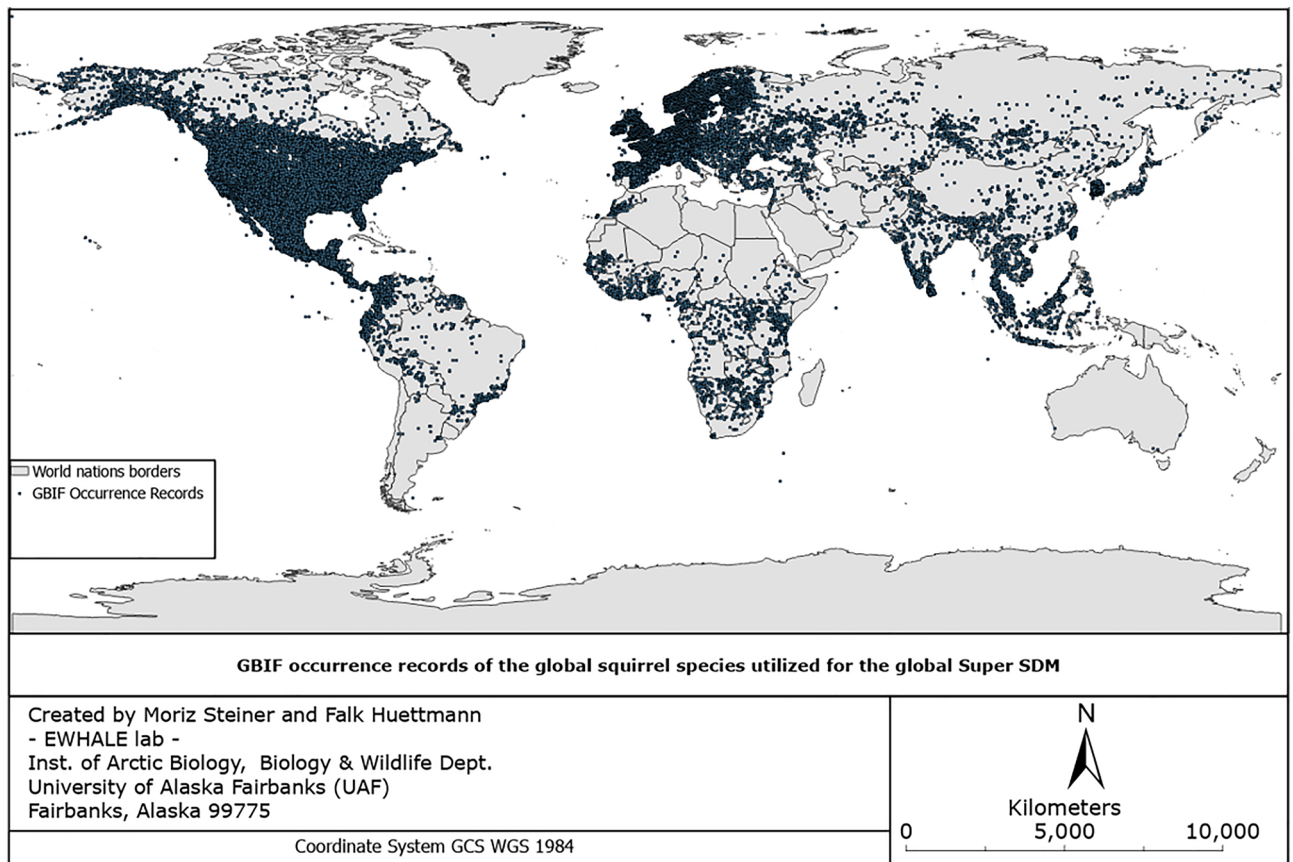 World nations borders
GBIF Occurrence Records
GBIF occurrence records of the global squirrel species utilized for the global Super SDM
Created by Moriz Steiner and Falk Huettmann
- EWHALE lab -
Inst. of Arctic Biology, Biology & Wildlife Dept.
University of Alaska Fairbanks (UAF)
Fairbanks, Alaska 99775
Coordinate System GCS WGS 1984
N
Kilometers
0 5,000 10,000